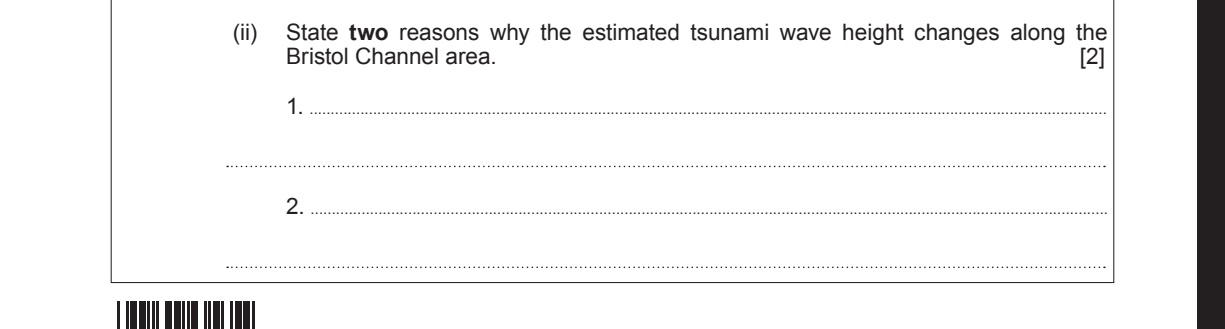 (ii) State two reasons why the estimated tsunami wave height changes along the
Bristol Channel area. [2]
1.
2.